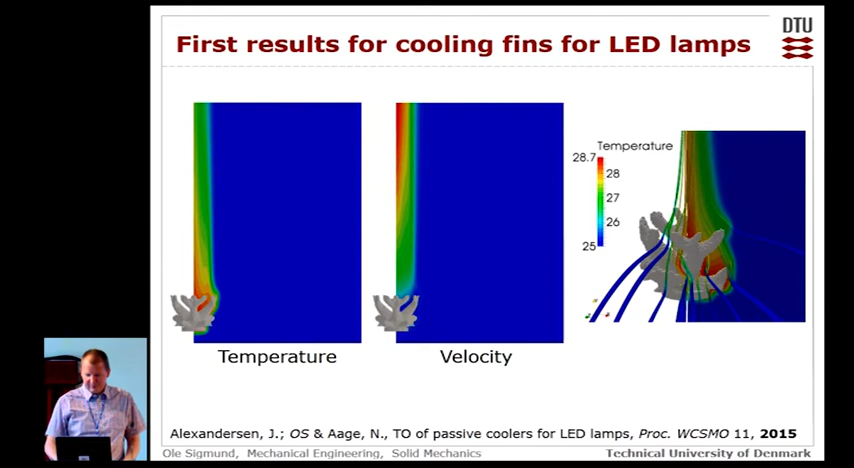 DTU
First results for cooling fins for LED lamps
Temperature
28.7
28
27
26
25
Temperature
Velocity
Alexandersen, J.; OS & Aage, N., TO of passive coolers for LED lamps, Proc. WCSMO 11, 2015
Ole Sigmund, Mechanical Engineering, Solid Mechanics
Technical University of Denmark